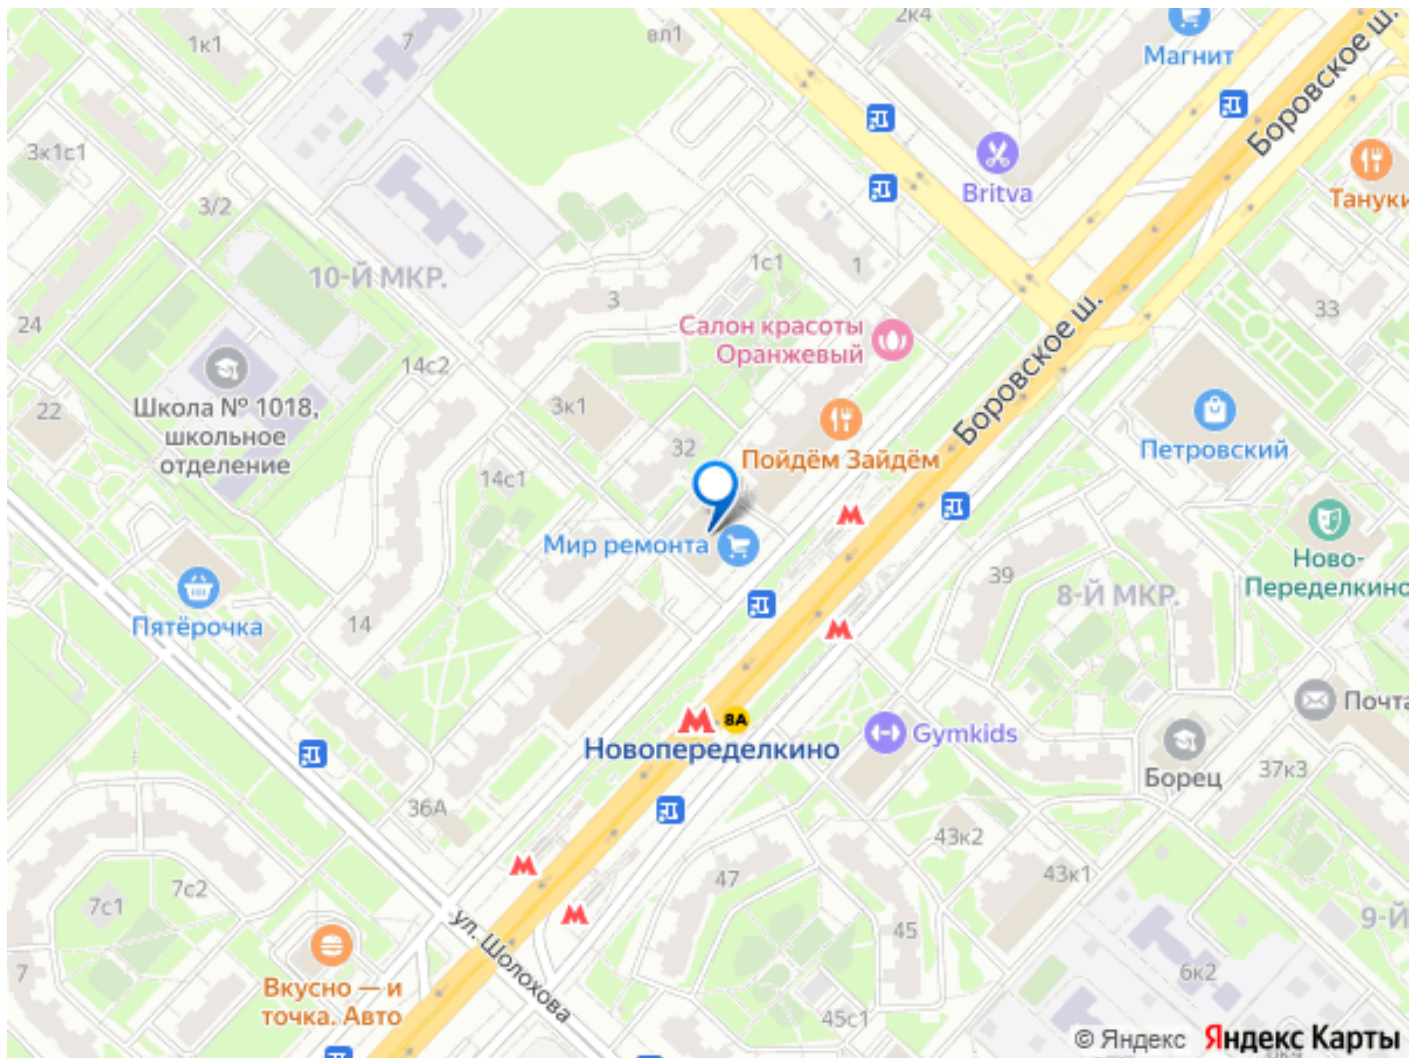 1к1
7
вл1
2к4
Магнит
Боровское ш.
3к1с1
Britva
Тануки
3/2
10-Й МКР.
1с1
1
3
24
Салон красоты
Оранжевый
33
14с2
Боровское ш.
22
Школа № 1018,
школьное
отделение
3к1
32
Пойдём Зайдём
Петровский
14с1
Мир ремонта
Ново-
Переделкино
39
8-Й МКР.
Пятёрочка
14
8А
Новопеределкино
Gymkids
Почта
Борец
37к3
36А
43к2
43к1
47
7с2
7с1
45
9-Й
ул. Шолохова
7
Вкусно — и
точка. Авто
6к2
45с1
© Яндекс Яндекс Карты